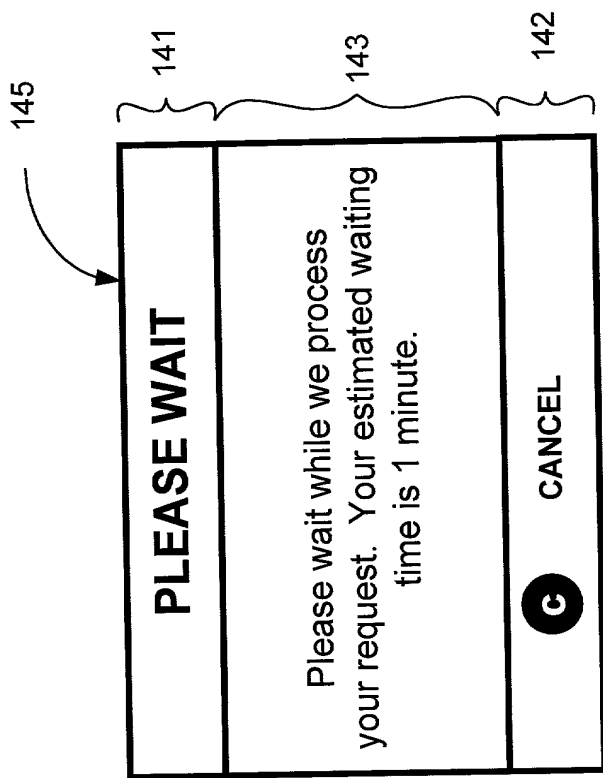 145
PLEASE WAIT
141
Please wait while we process
your request. Your estimated waiting
time is 1 minute.
143
C CANCEL
142